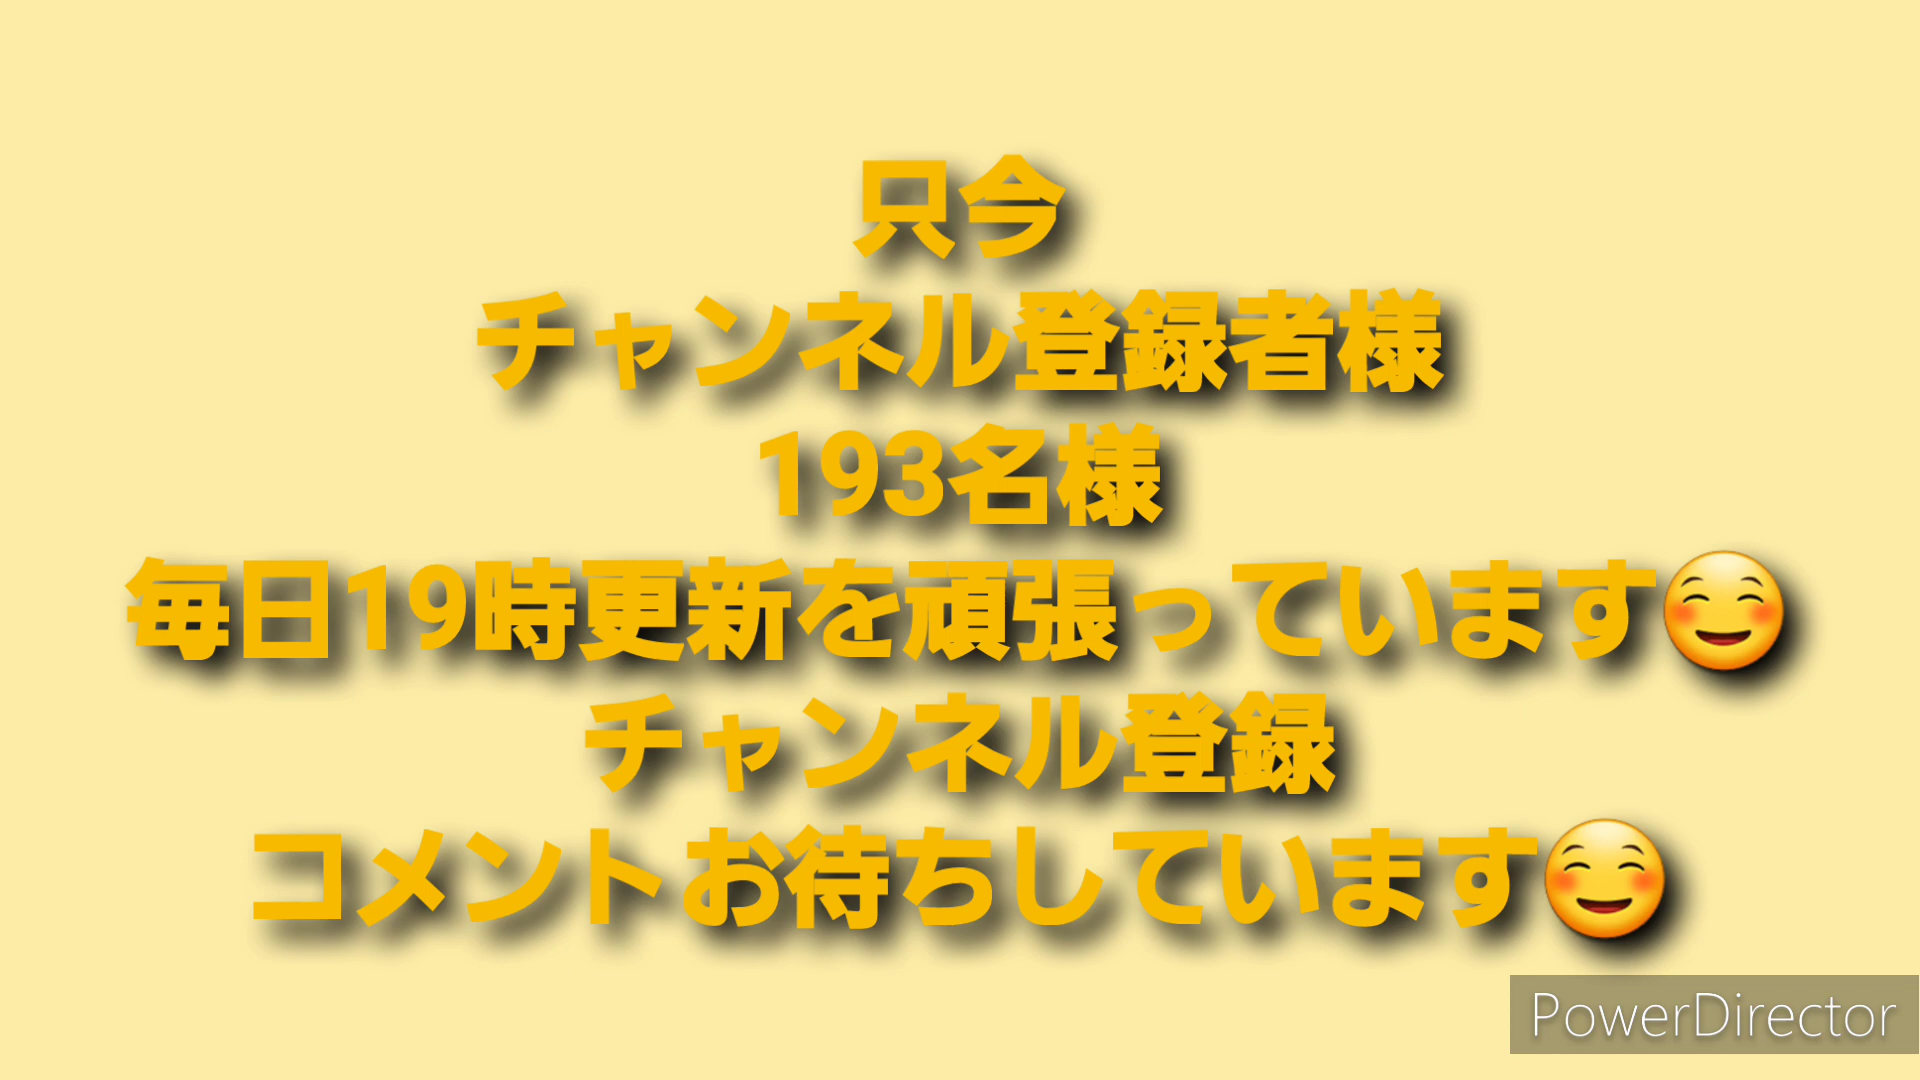 只今
チャンネル登録者様
193名様
毎日19時更新を頑張っています😊
チャンネル登録
コメントお待ちしています😊
PowerDirector